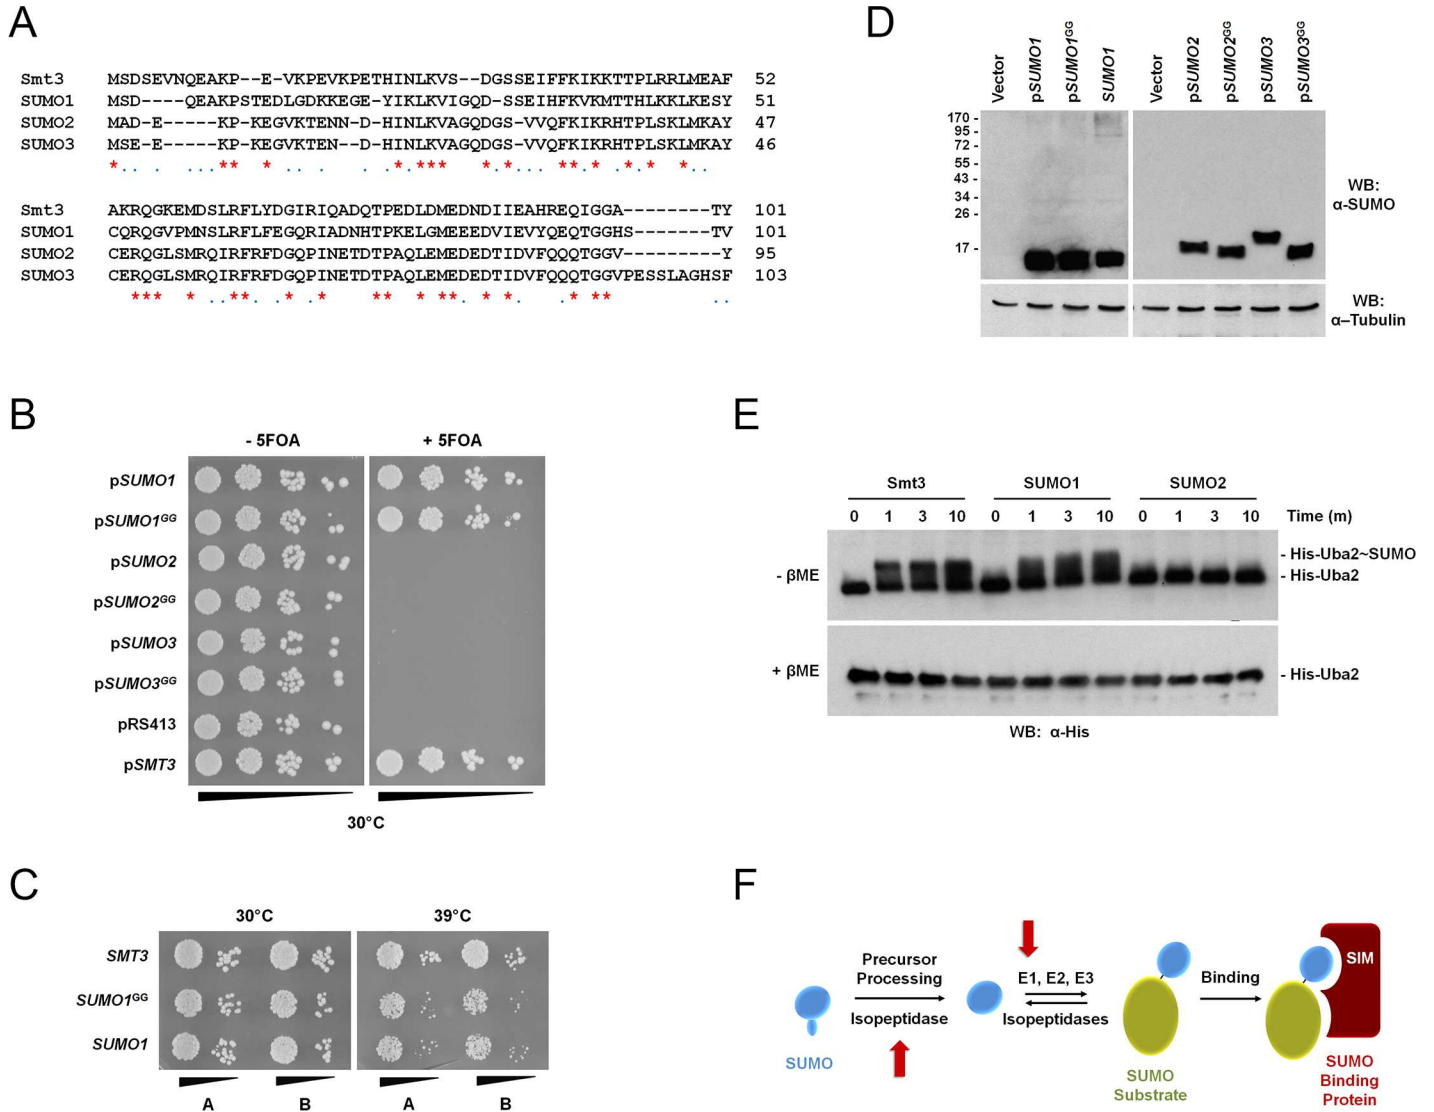 A
Smt3 MSDSEVNQEAKP--E-VKPEVKPETHINLKVS--DGSSEIFFKIKKTTPLRRLMEAF 52
SUMO1 MSD----QEAKPSTEDLGDKKEGE-YIKLKVIGQD-SSEIHFKVKMTTHLKKLKESY 51
SUMO2 MAD-E-----KP-KEGVKTENN-D-HINLKVAGQDGS-VVQFKIKRHTPLSKLMKAY 47
SUMO3 MSE-E-----KP-KEGVKTEN--D-HINLKVAGQDGS-VVQFKIKRHTPLSKLMKAY 46
Smt3 AKRQGKEMDSLRFLYDGIRIQADQTPEDLDMEDNDIIEAHREQIGGA--------TY 101
SUMO1 CQRQGVPMNSLRFLFEGQRIADNHTPKELGMEEEDVIEVYQEQTGGHS-------TV 101
SUMO2 CERQGLSMRQIRFRFDGQPINETDTPAQLEMEDEDTIDVFQQQTGGV---------Y 95
SUMO3 CERQGLSMRQIRFRFDGQPINETDTPAQLEMEDEDTIDVFQQQTGGVPESSLAGHSF 103
B
- 5FOA + 5FOA
pSUMO1
pSUMO1GG
pSUMO2
pSUMO2GG
pSUMO3
pSUMO3GG
pRS413
pSMT3
30°C
C
30°C 39°C
SMT3
SUMO1GG
SUMO1
A B A B
D
Vector pSUMO1 pSUMO1GG SUMO1 Vector pSUMO2 pSUMO2GG pSUMO3 pSUMO3GG
170 -
95 -
72 -
55 -
43 -
34 -
26 -
17 -
WB:
α-SUMO
WB:
α–Tubulin
E
Smt3 SUMO1 SUMO2
0 1 3 10 0 1 3 10 0 1 3 10 Time (m)
- βME
- His-Uba2~SUMO
- His-Uba2
+ βME
- His-Uba2
WB: α-His
F
Precursor
Processing
Isopeptidase
SUMO
E1, E2, E3
Isopeptidases
SUMO
Substrate
Binding
SIM
SUMO
Binding
Protein